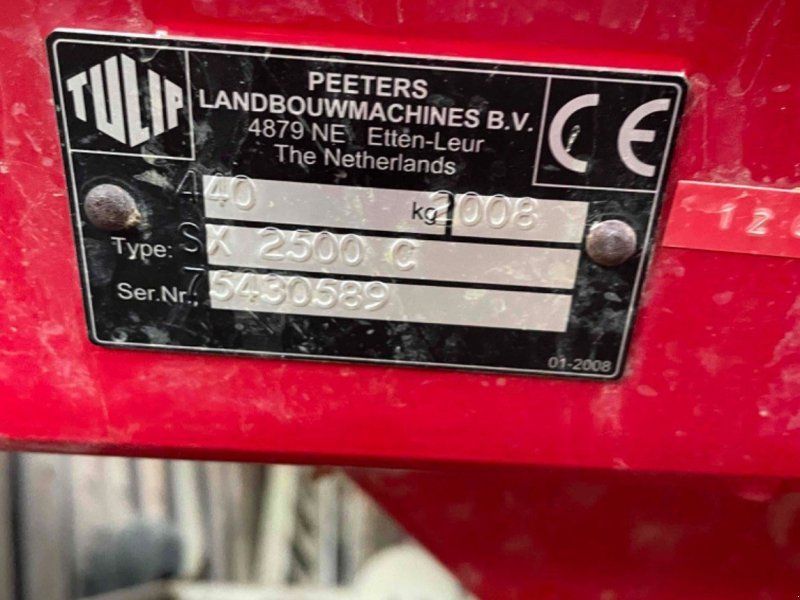 TULIP
PEETERS
LANDBOUWMACHINES B.V.
4879 NE Etten-Leur
The Netherlands
CE
440 kg 2008
Type: SX 2500 C
Ser.Nr.: 75430589
01-2008